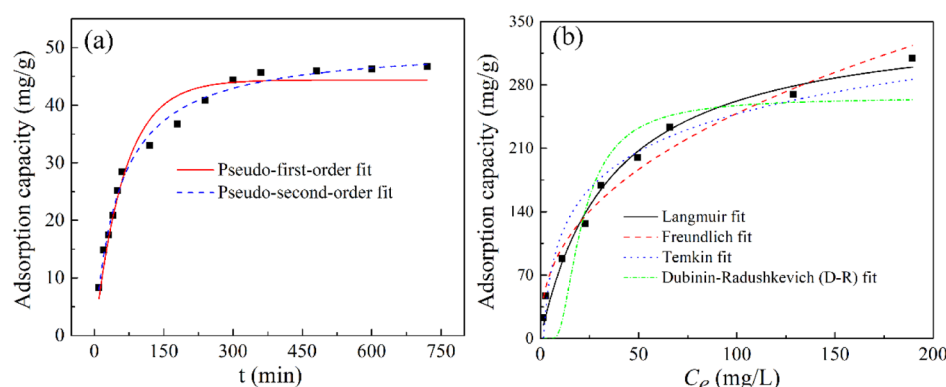 (a)
Adsorption capacity (mg/g)
60
50
40
30
20
10
0
Pseudo-first-order fit
Pseudo-second-order fit
0 150 300 450 600 750
t (min)
(b)
Adsorption capacity (mg/g)
350
280
210
140
70
0
Langmuir fit
Freundlich fit
Temkin fit
Dubinin-Radushkevich (D-R) fit
0 50 100 150 200
Ce (mg/L)